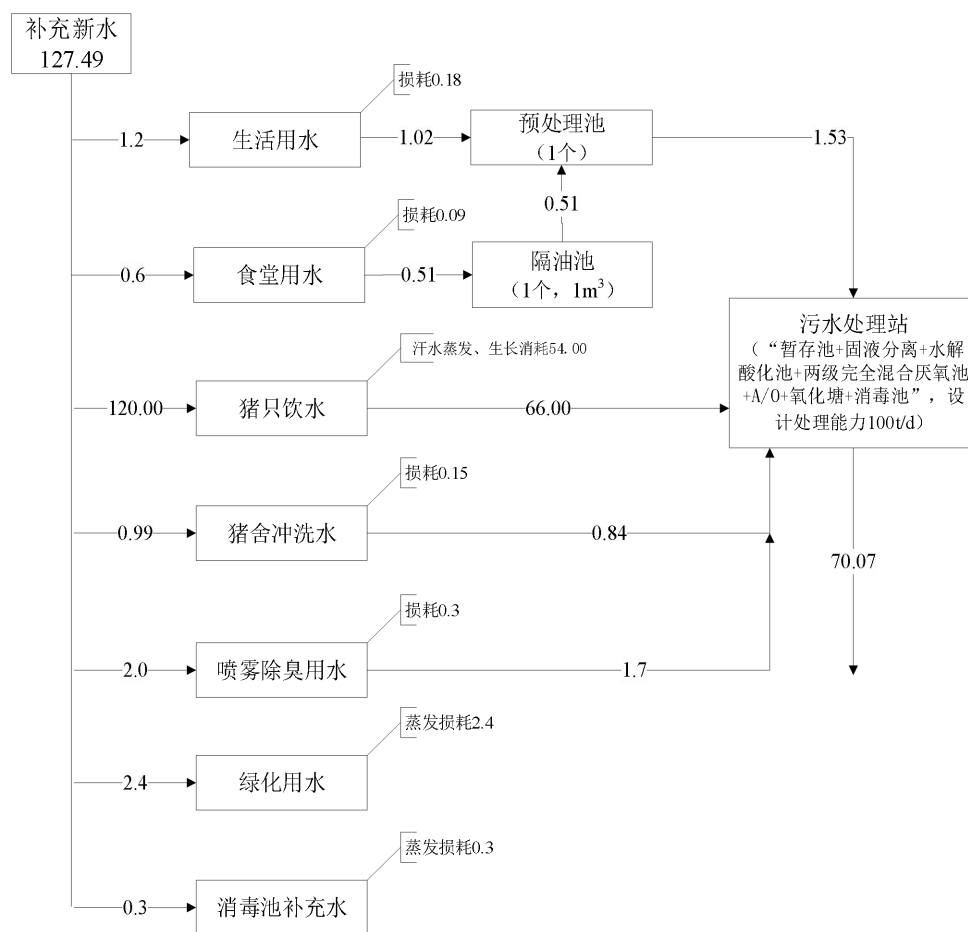 补充新水
127.49
损耗0.18
1.2
生活用水
1.02
预处理池
（1个）
1.53
0.51
损耗0.09
0.6
食堂用水
0.51
隔油池
（1个，1m³）
污水处理站
（“暂存池+固液分离+水解
酸化池+两级完全混合厌氧池
+A/O+氧化塘+消毒池”，设
计处理能力100t/d）
汗水蒸发、生长消耗54.00
120.00
猪只饮水
66.00
损耗0.15
0.99
猪舍冲洗水
0.84
70.07
损耗0.3
2.0
喷雾除臭用水
1.7
蒸发损耗2.4
2.4
绿化用水
蒸发损耗0.3
0.3
消毒池补充水